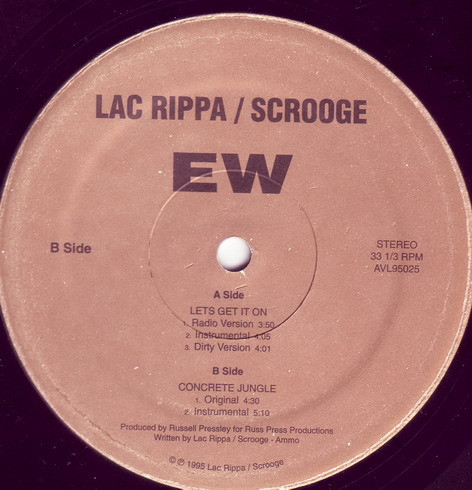 LAC RIPPA / SCROOGE
EW
B Side
STEREO
33 1/3 RPM
AVL95025
A Side
LETS GET IT ON
1. Radio Version 3:50
2. Instrumental 4:05
3. Dirty Version 4:01
B Side
CONCRETE JUNGLE
1. Original 4:30
2. Instrumental 5:10
Produced by Russell Pressley for Russ Press Productions
Written by Lac Rippa / Scrooge - Ammo
© ℗ 1995 Lac Rippa / Scrooge